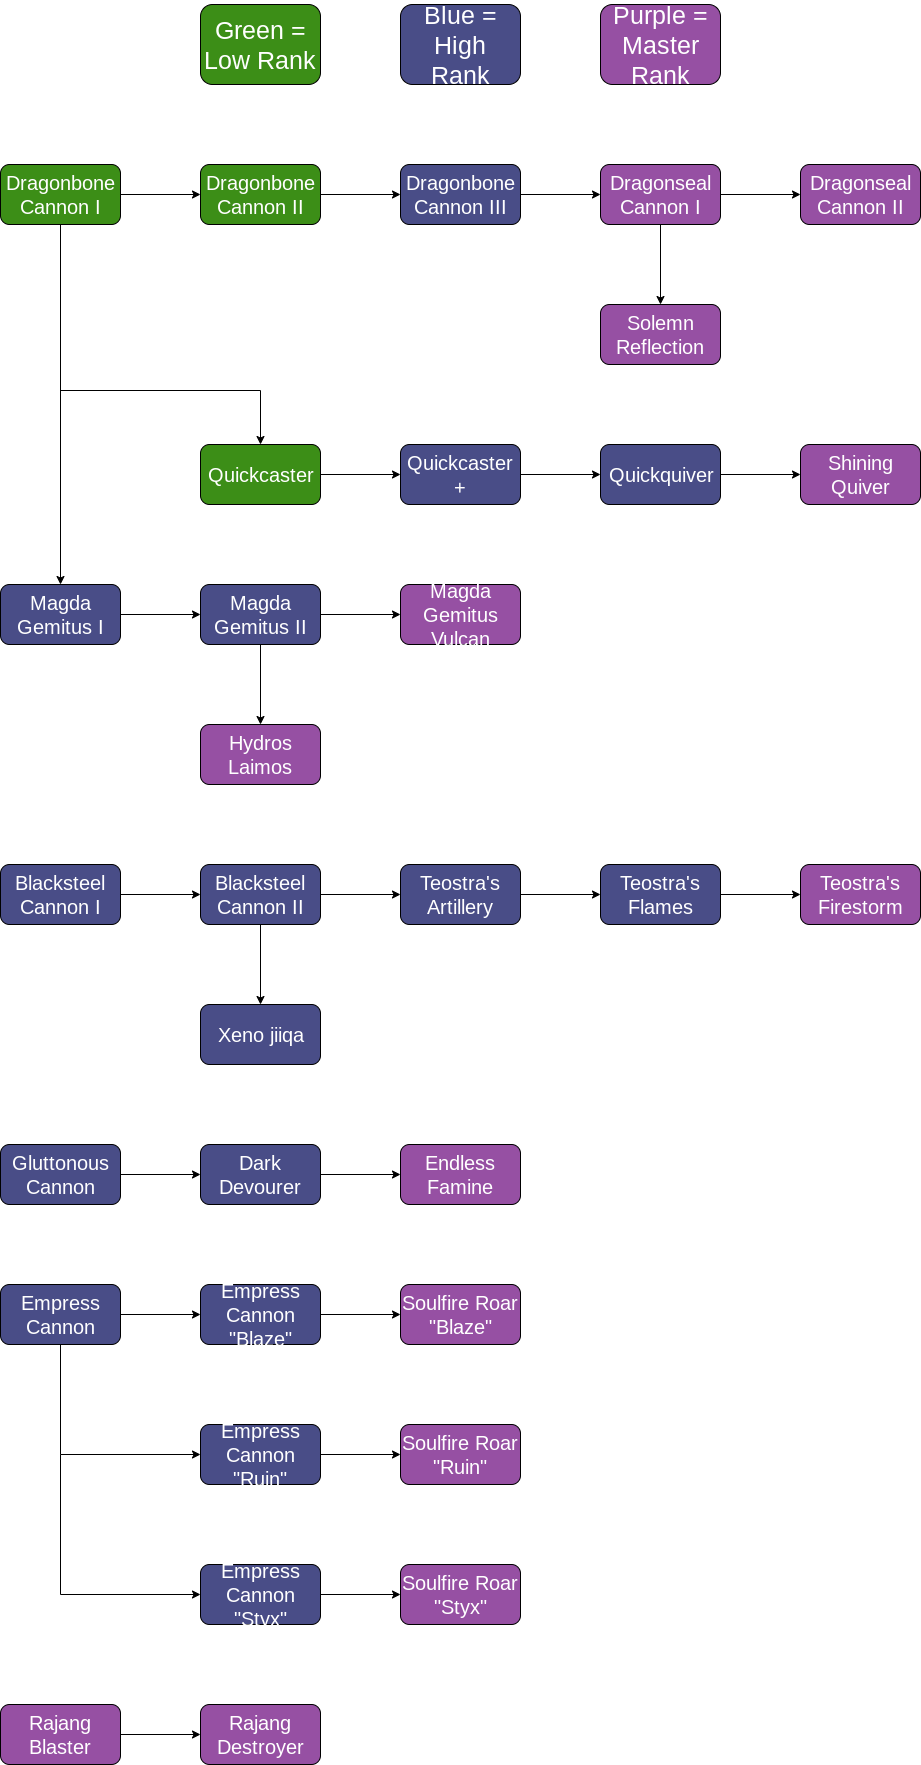 Green =
Low Rank
Blue =
High
Rank
Purple =
Master
Rank
Dragonbone
Cannon I
Dragonbone
Cannon II
Dragonbone
Cannon III
Dragonseal
Cannon I
Dragonseal
Cannon II
Solemn
Reflection
Quickcaster
Quickcaster
+
Quickquiver
Shining
Quiver
Magda
Gemitus I
Magda
Gemitus II
Magda
Gemitus
Vulcan
Hydros
Laimos
Blacksteel
Cannon I
Blacksteel
Cannon II
Teostra's
Artillery
Teostra's
Flames
Teostra's
Firestorm
Xeno jiiqa
Gluttonous
Cannon
Dark
Devourer
Endless
Famine
Empress
Cannon
Empress
Cannon
"Blaze"
Soulfire Roar
"Blaze"
Empress
Cannon
"Ruin"
Soulfire Roar
"Ruin"
Empress
Cannon
"Styx"
Soulfire Roar
"Styx"
Rajang
Blaster
Rajang
Destroyer